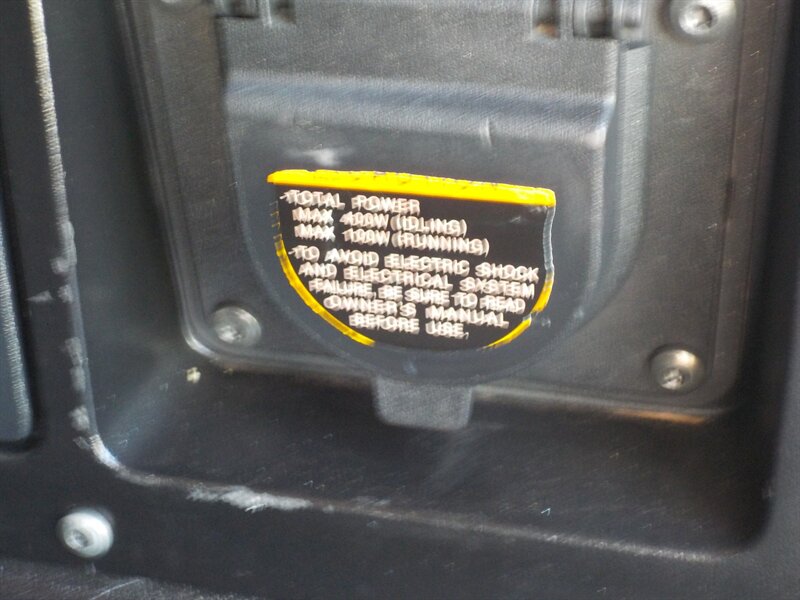 TOTAL POWER
MAX 400W (IDLING)
MAX 100W (RUNNING)
TO AVOID ELECTRIC SHOCK
AND ELECTRICAL SYSTEM
FAILURE, BE SURE TO READ
OWNER'S MANUAL
BEFORE USE.